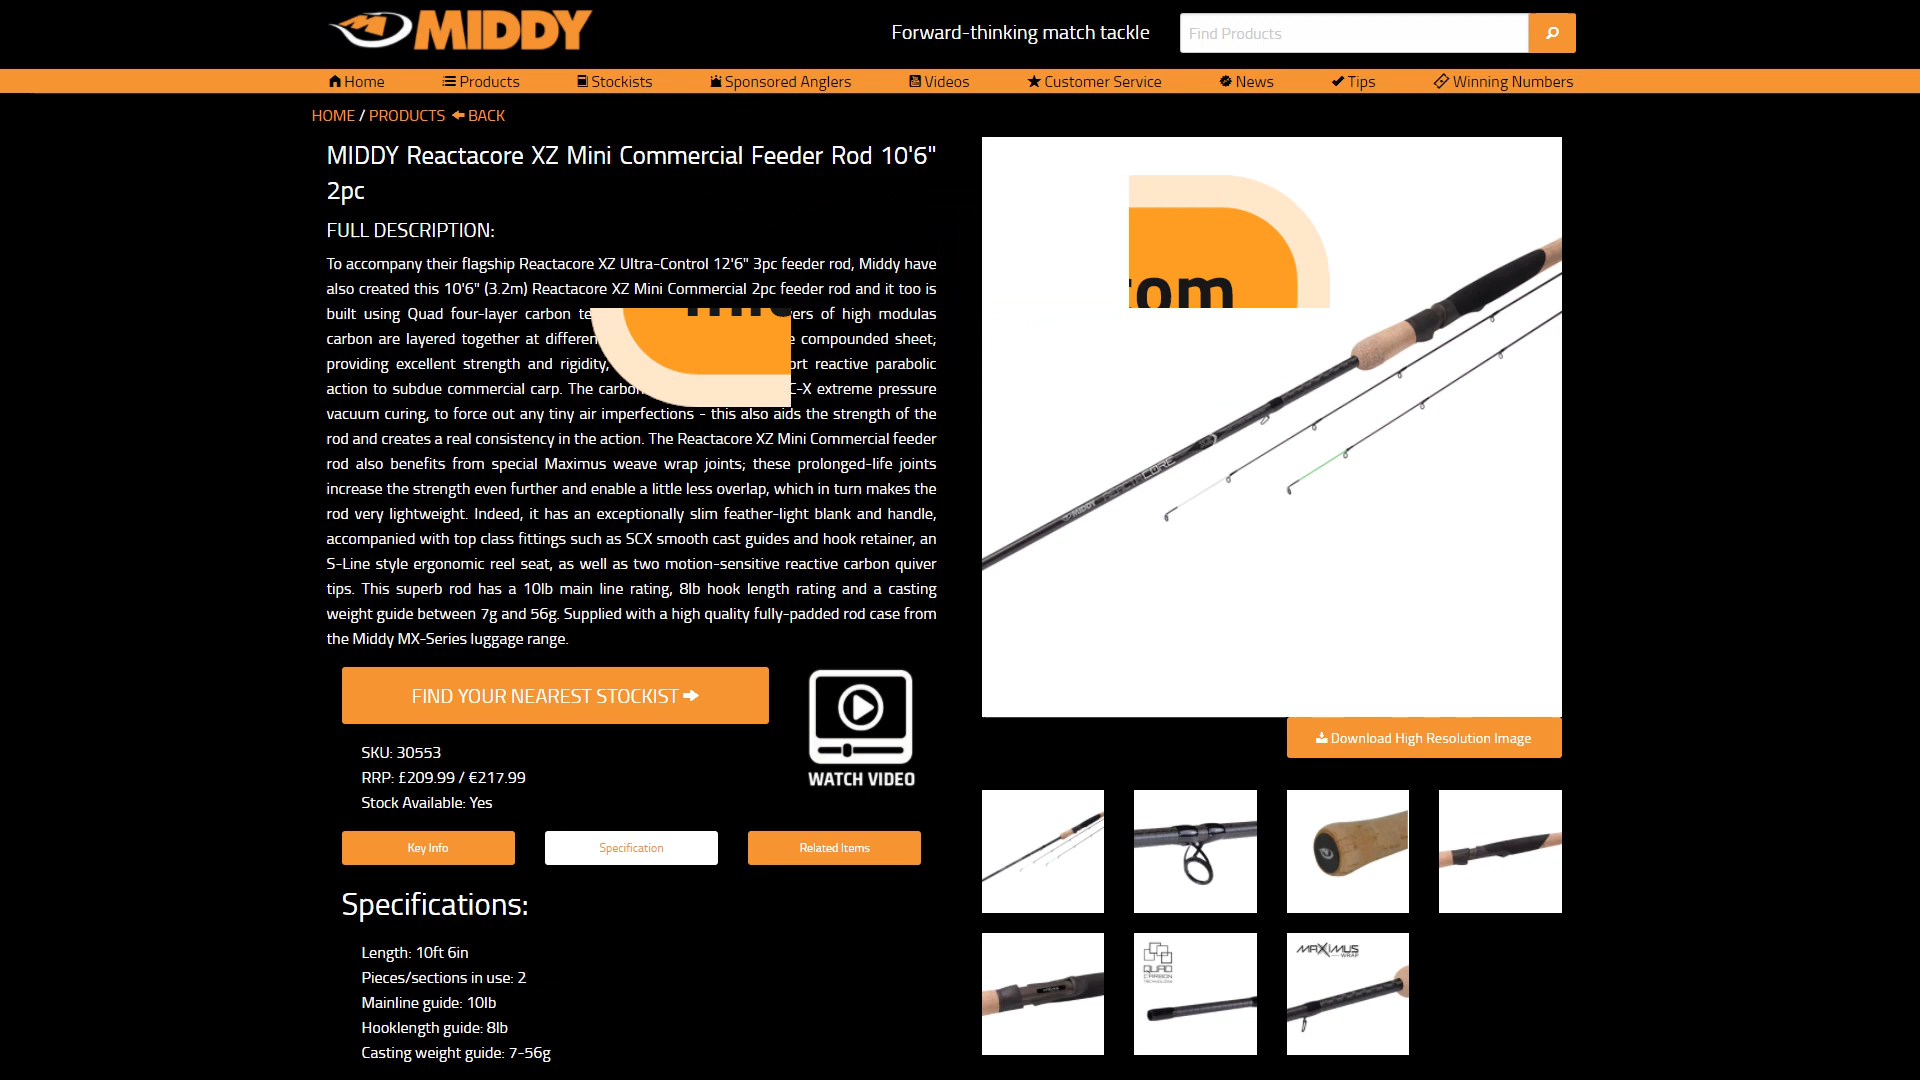 MIDDY
Forward-thinking match tackle
Find Products
Home Products Stockists Sponsored Anglers Videos Customer Service News Tips Winning Numbers
HOME / PRODUCTS BACK
MIDDY Reactacore XZ Mini Commercial Feeder Rod 10'6"
2pc
FULL DESCRIPTION:
To accompany their flagship Reactacore XZ Ultra-Control 12'6" 3pc feeder rod, Middy have
also created this 10'6" (3.2m) Reactacore XZ Mini Commercial 2pc feeder rod and it too is
built using Quad four-layer carbon of high modulas
carbon are layered together at compounded sheet;
providing excellent strength and rigidity, reactive parabolic
action to subdue commercial carp. The extreme pressure
vacuum curing, to force out any tiny air imperfections - this also aids the strength of the
rod and creates a real consistency in the action. The Reactacore XZ Mini Commercial feeder
rod also benefits from special Maximus weave wrap joints; these prolonged-life joints
increase the strength even further and enable a little less overlap, which in turn makes the
rod very lightweight. Indeed, it has an exceptionally slim feather-light blank and handle,
accompanied with top class fittings such as SCX smooth cast guides and hook retainer, an
S-Line style ergonomic reel seat, as well as two motion-sensitive reactive carbon quiver
tips. This superb rod has a 10lb main line rating, 8lb hook length rating and a casting
weight guide between 7g and 56g. Supplied with a high quality fully-padded rod case from
the Middy MX-Series luggage range.
FIND YOUR NEAREST STOCKIST
WATCH VIDEO
SKU: 30553
RRP: £209.99 / €217.99
Stock Available: Yes
Key Info Specification Related Items
Specifications:
Length: 10ft 6in
Pieces/sections in use: 2
Mainline guide: 10lb
Hooklength guide: 8lb
Casting weight guide: 7-56g
MIDDY REACTACORE
Download High Resolution Image
QUAD
CARBON
TECHNOLOGY
MAXIMUS
WRAP